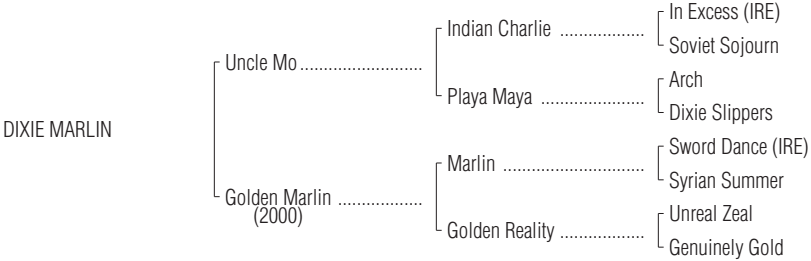 In Excess (IRE)
Indian Charlie ..................
Soviet Sojourn
Uncle Mo..........................
Arch
Playa Maya ......................
Dixie Slippers
DIXIE MARLIN
Sword Dance (IRE)
Marlin ..............................
Syrian Summer
Golden Marlin ..................
(2000)
Unreal Zeal
Golden Reality ..................
Genuinely Gold